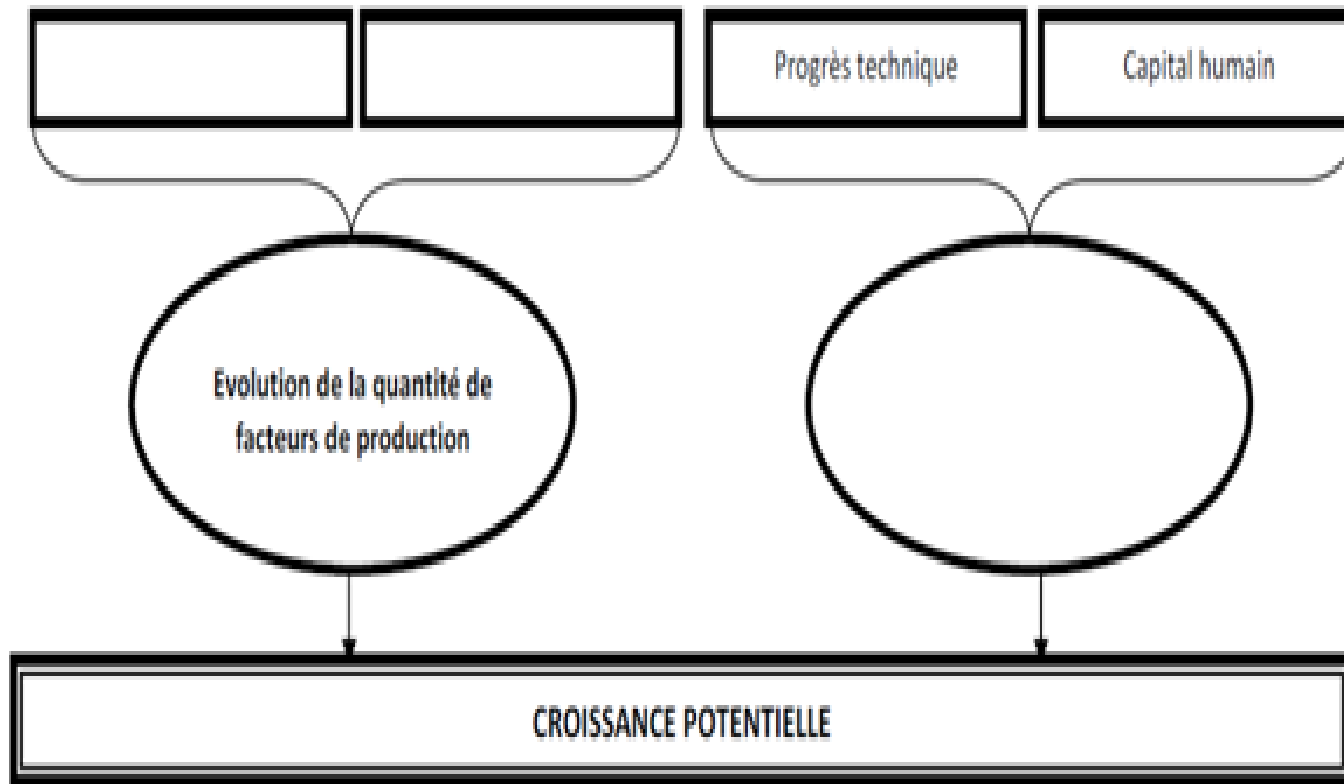 Progrès technique
Capital humain
Evolution de la quantité de
facteurs de production
CROISSANCE POTENTIELLE